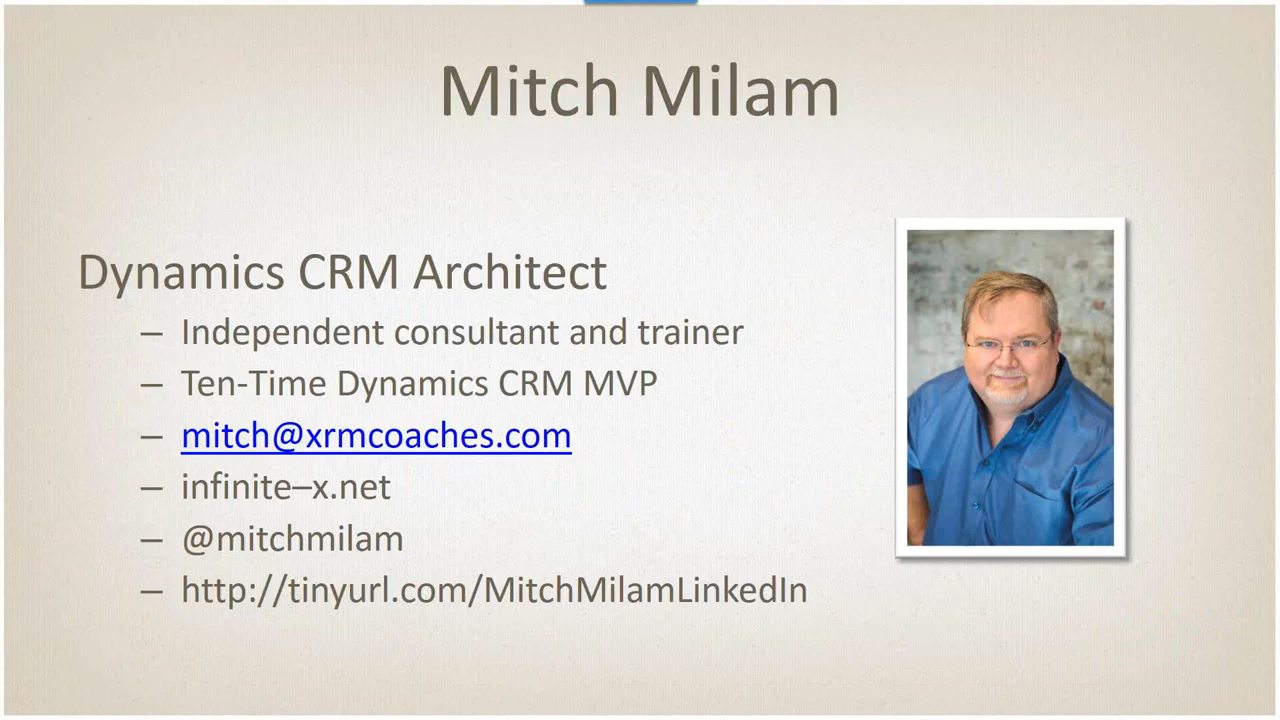 Mitch Milam
Dynamics CRM Architect
– Independent consultant and trainer
– Ten-Time Dynamics CRM MVP
– mitch@xrmcoaches.com
– infinite–x.net
– @mitchmilam
– http://tinyurl.com/MitchMilamLinkedIn